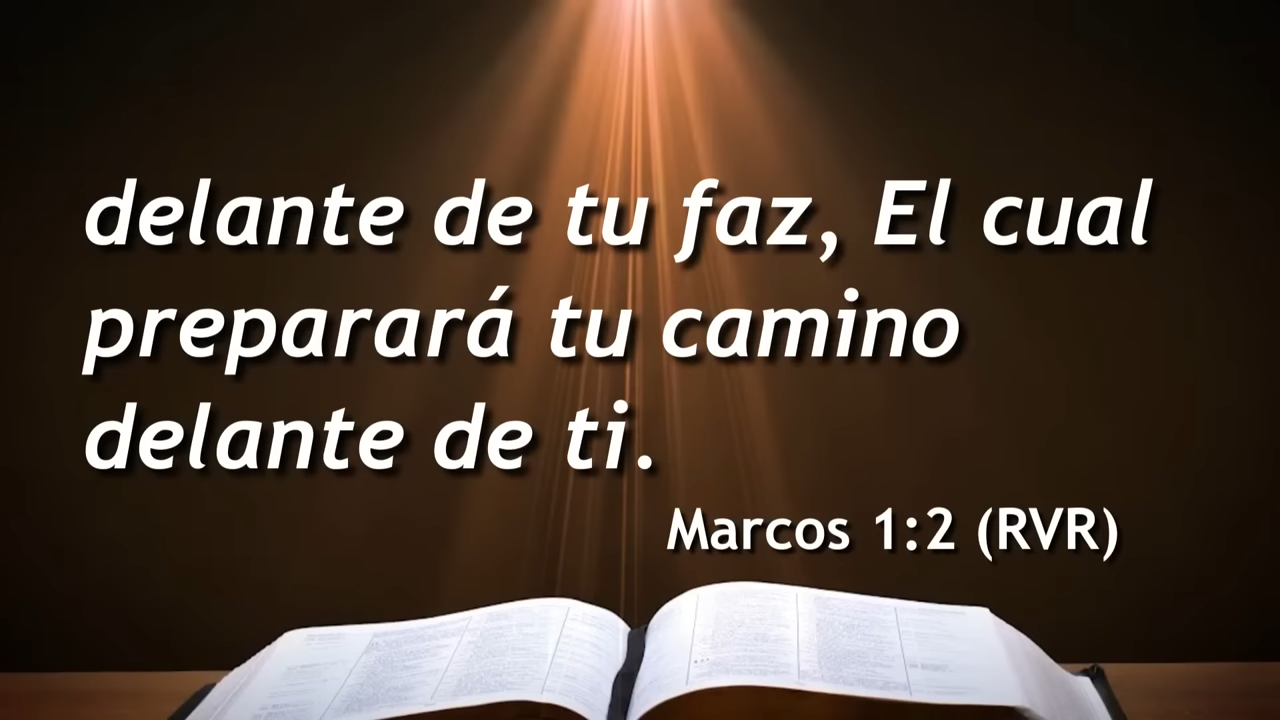 delante de tu faz, El cual
preparará tu camino
delante de ti.
Marcos 1:2 (RVR)